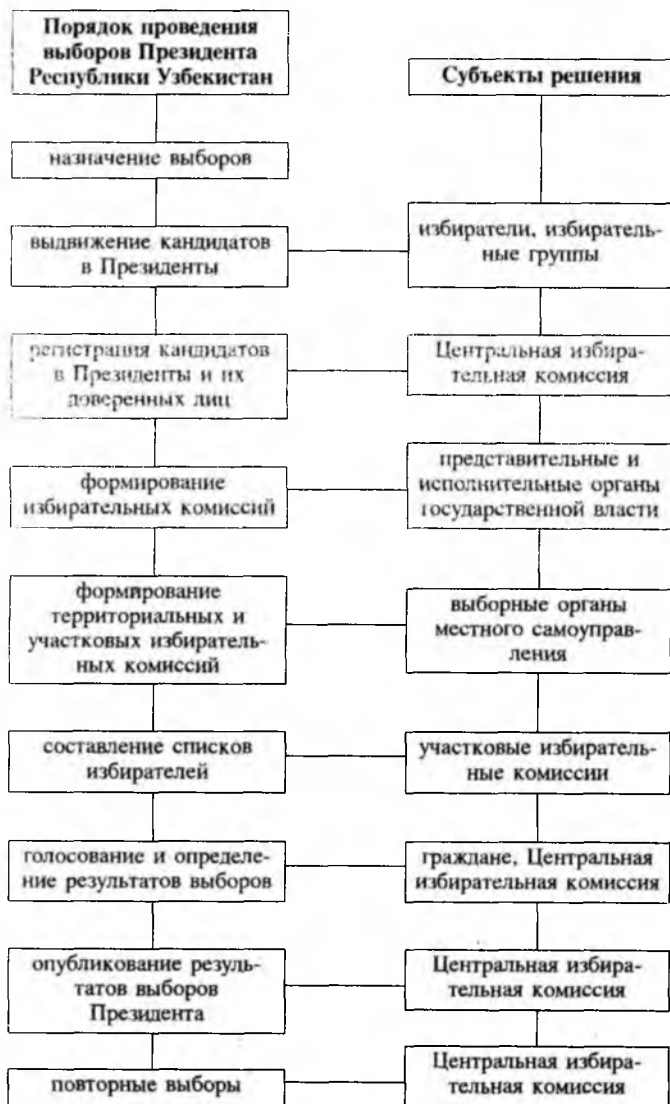 Порядок проведения
выборов Президента
Республики Узбекистан
Субъекты решения
назначение выборов
выдвижение кандидатов
в Президенты
избиратели, избиратель-
ные группы
регистрация кандидатов
в Президенты и их
доверенных лиц
Центральная избира-
тельная комиссия
формирование
избирательных комиссий
представительные и
исполнительные органы
государственной власти
формирование
территориальных и
участковых избиратель-
ных комиссий
выборные органы
местного самоуправ-
ления
составление списков
избирателей
участковые избиратель-
ные комиссии
голосование и определе-
ние результатов выборов
граждане, Центральная
избирательная комиссия
опубликование резуль-
татов выборов
Президента
Центральная избира-
тельная комиссия
повторные выборы
Центральная избира-
тельная комиссия